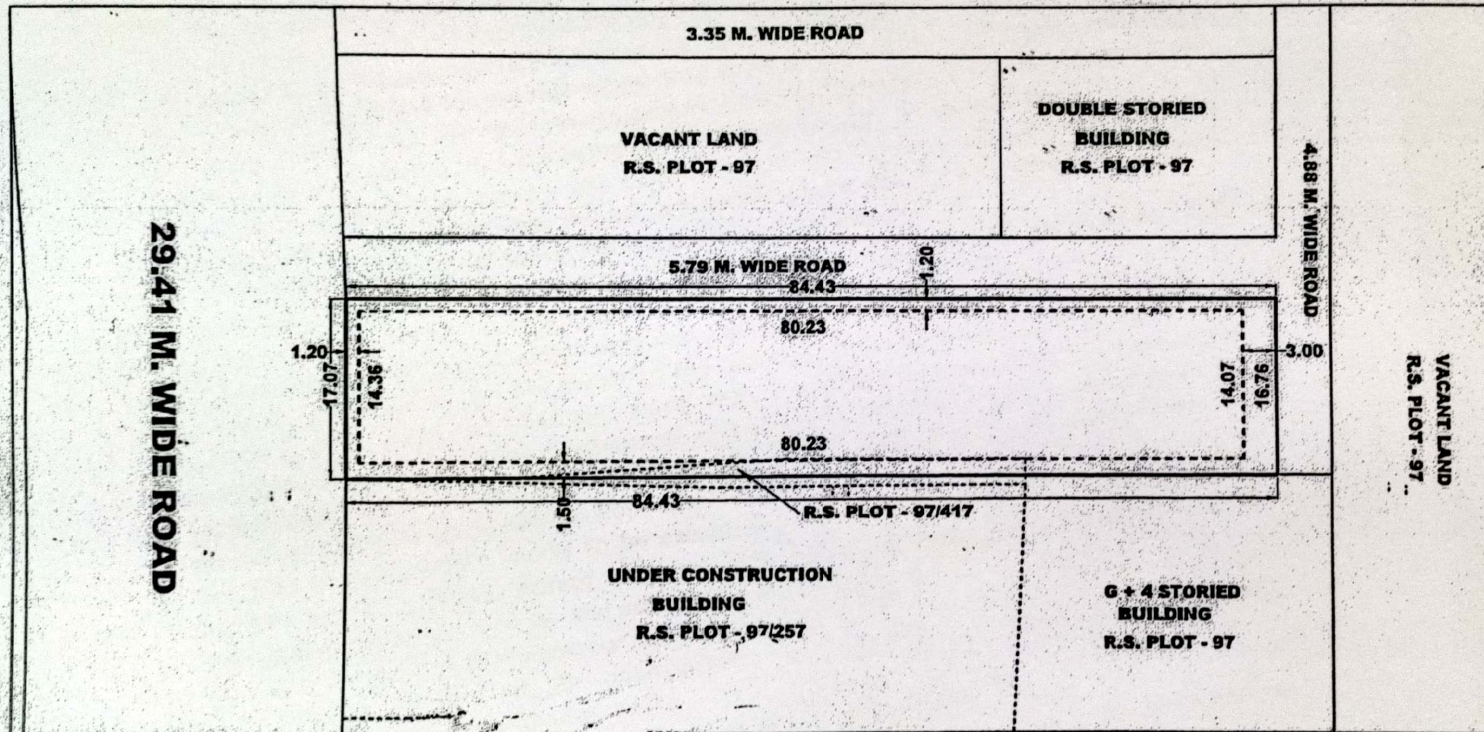 3.35 M. WIDE ROAD
VACANT LAND
R.S. PLOT - 97
DOUBLE STORIED
BUILDING
R.S. PLOT - 97
4.88 M. WIDE ROAD
29.41 M. WIDE ROAD
5.79 M. WIDE ROAD
1.20
84.43
80.23
1.20
17.07
14.36
14.07
16.76
3.00
VACANT LAND
R.S. PLOT - 97
80.23
84.43
1.50
R.S. PLOT - 97/417
UNDER CONSTRUCTION
BUILDING
R.S. PLOT - 97/257
G + 4 STORIED
BUILDING
R.S. PLOT - 97